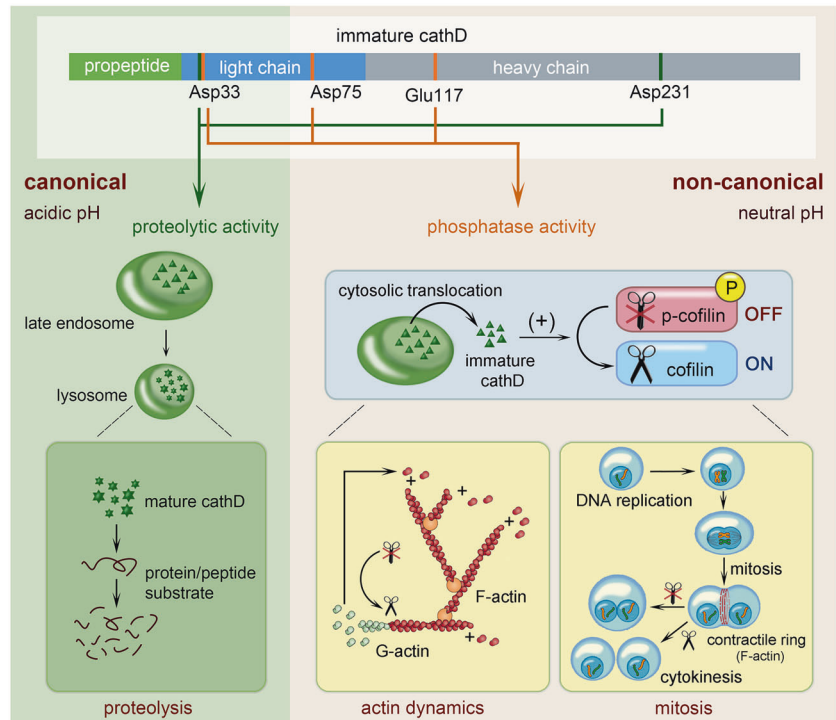 immature cathD
propeptide
light chain
heavy chain
Asp33
Asp75
Glu117
Asp231
canonical
acidic pH
non-canonical
neutral pH
proteolytic activity
phosphatase activity
late endosome
lysosome
mature cathD
protein/peptide
substrate
proteolysis
cytosolic translocation
immature
cathD
(+)
P
p-cofilin
OFF
cofilin
ON
+
+
+
+
F-actin
G-actin
actin dynamics
DNA replication
mitosis
contractile ring
(F-actin)
cytokinesis
mitosis